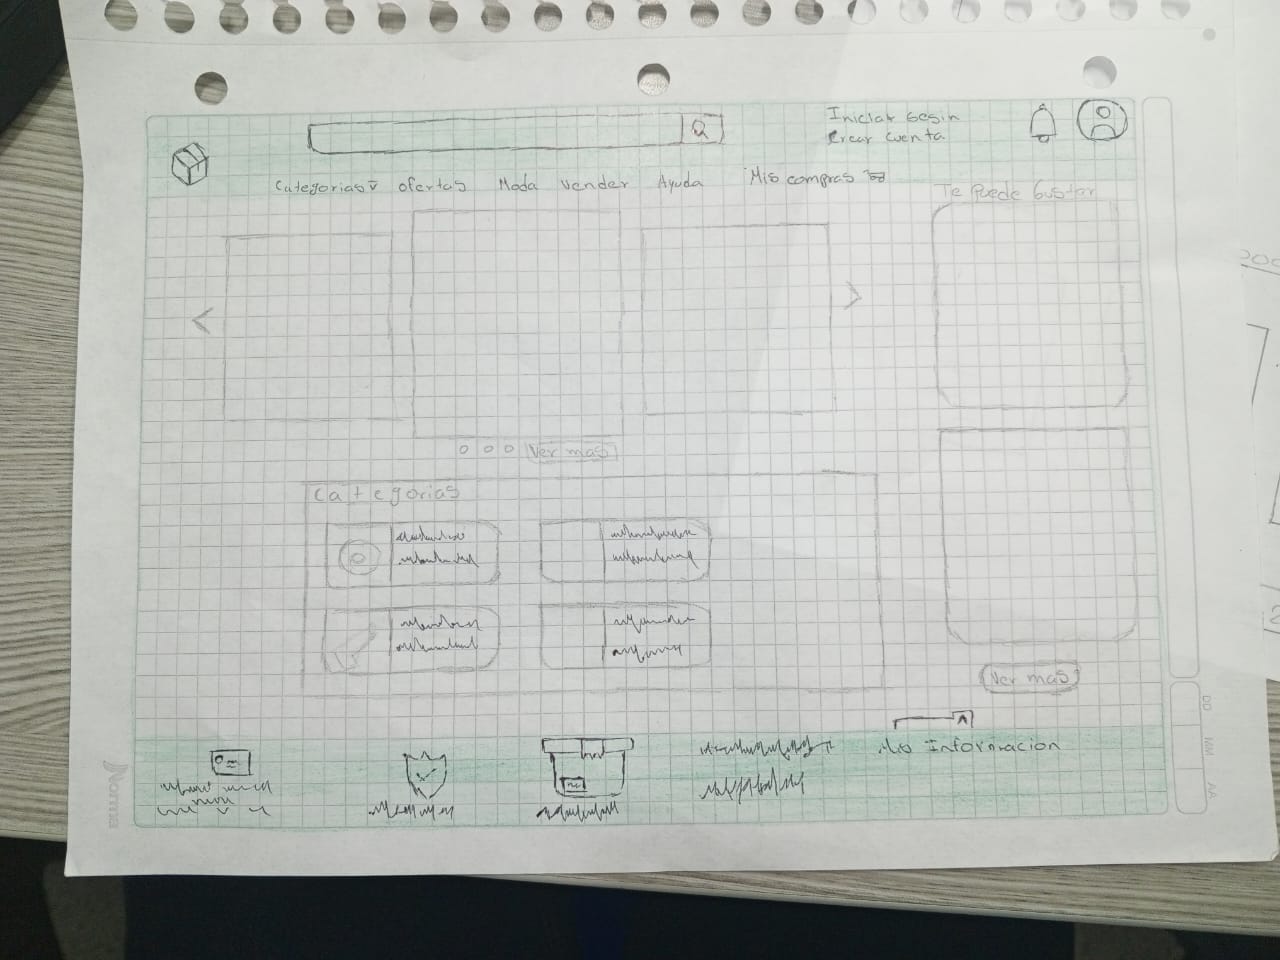 Iniciar sesin
Crear cuenta
Categorias ofertas Moda Vender Ayuda Mis compras
Te Puede Gustar
Ver mas
Categorias
Ver mas
Mas Informacion
Norma
DD
MM
AA